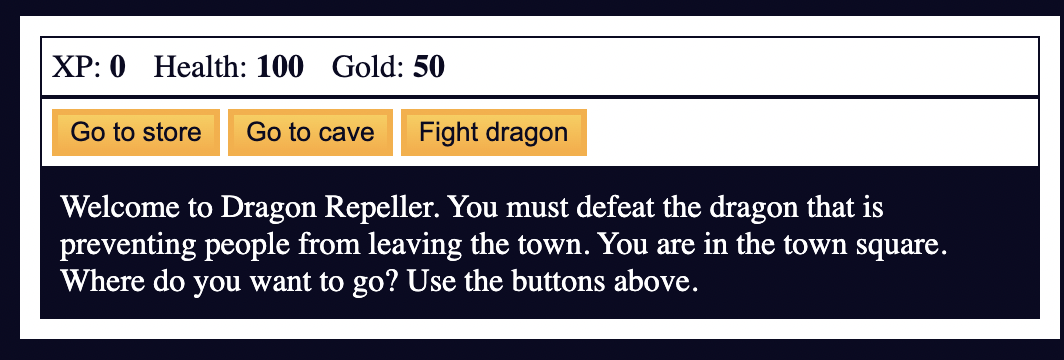 XP: 0 Health: 100 Gold: 50
Go to store Go to cave Fight dragon
Welcome to Dragon Repeller. You must defeat the dragon that is
preventing people from leaving the town. You are in the town square.
Where do you want to go? Use the buttons above.